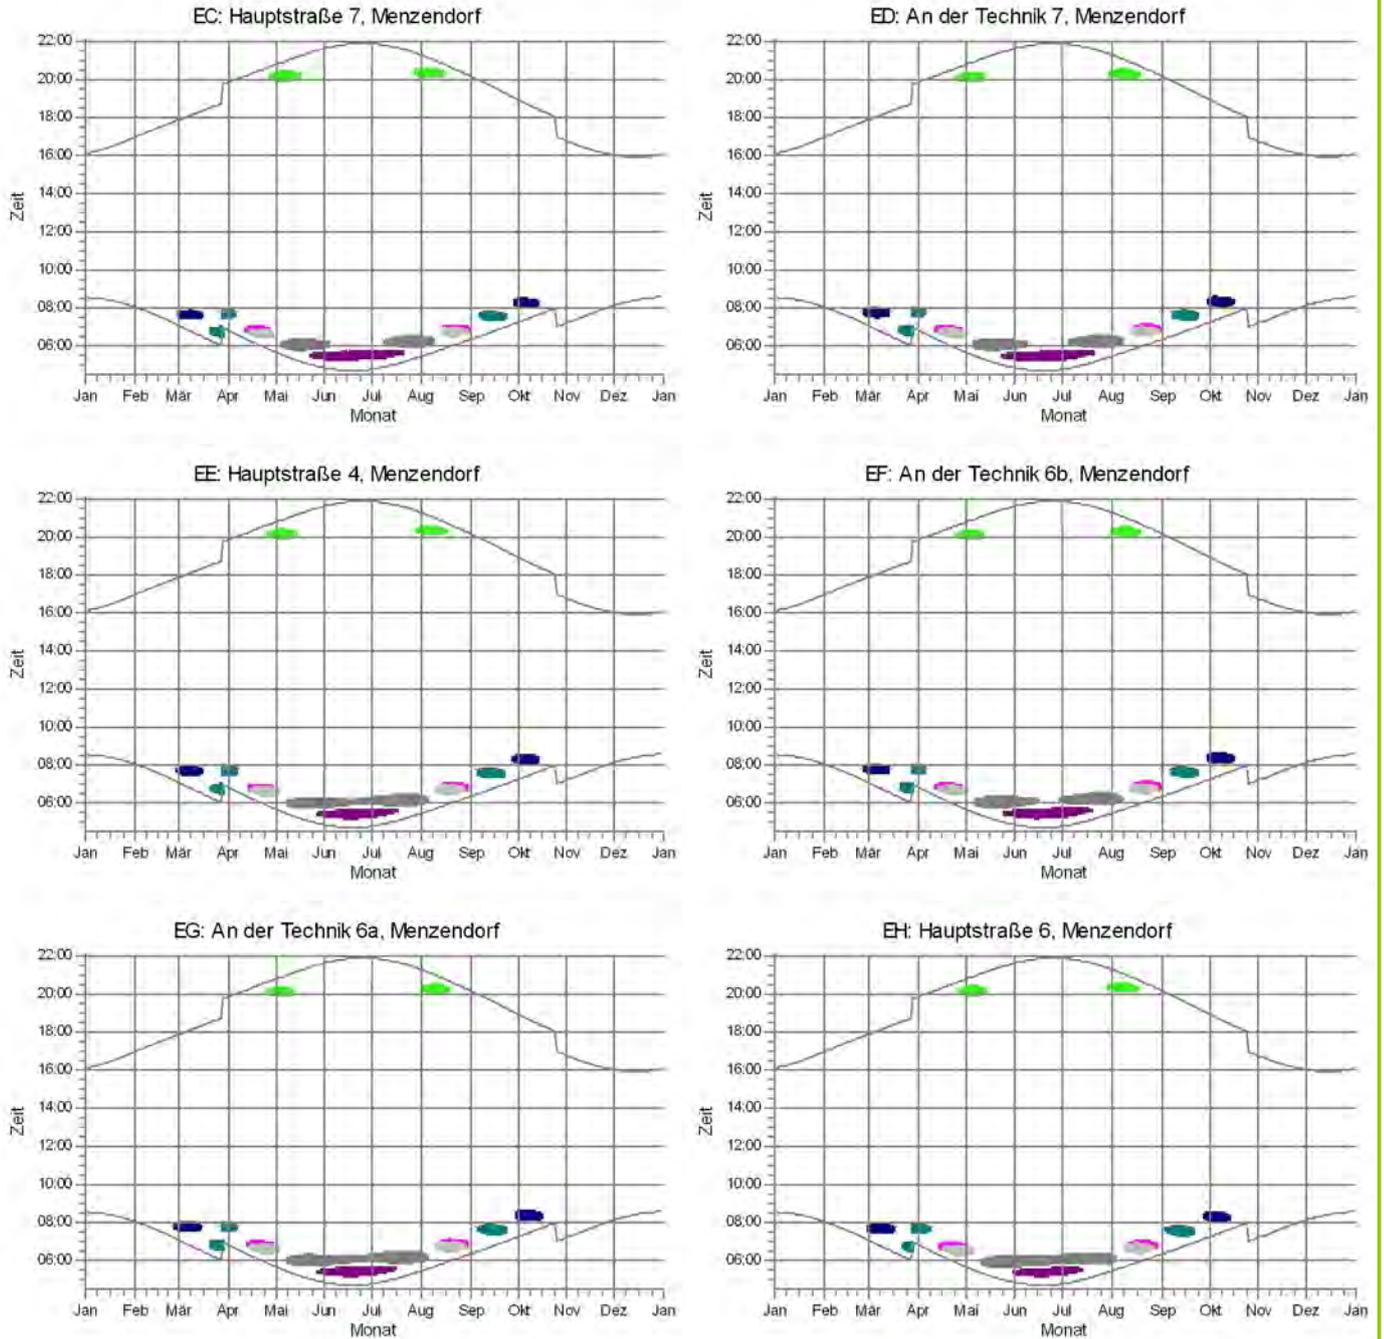 EC: Hauptstraße 7, Menzendorf
22:00
20:00
18:00
16:00
14:00
12:00
10:00
08:00
06:00
Zeit
Jan Feb Mär Apr Mai Jun Jul Aug Sep Okt Nov Dez Jan
Monat
ED: An der Technik 7, Menzendorf
22:00
20:00
18:00
16:00
14:00
12:00
10:00
08:00
06:00
Zeit
Jan Feb Mär Apr Mai Jun Jul Aug Sep Okt Nov Dez Jan
Monat
EE: Hauptstraße 4, Menzendorf
22:00
20:00
18:00
16:00
14:00
12:00
10:00
08:00
06:00
Zeit
Jan Feb Mär Apr Mai Jun Jul Aug Sep Okt Nov Dez Jan
Monat
EF: An der Technik 6b, Menzendorf
22:00
20:00
18:00
16:00
14:00
12:00
10:00
08:00
06:00
Zeit
Jan Feb Mär Apr Mai Jun Jul Aug Sep Okt Nov Dez Jan
Monat
EG: An der Technik 6a, Menzendorf
22:00
20:00
18:00
16:00
14:00
12:00
10:00
08:00
06:00
Zeit
Jan Feb Mär Apr Mai Jun Jul Aug Sep Okt Nov Dez Jan
Monat
EH: Hauptstraße 6, Menzendorf
22:00
20:00
18:00
16:00
14:00
12:00
10:00
08:00
06:00
Zeit
Jan Feb Mär Apr Mai Jun Jul Aug Sep Okt Nov Dez Jan
Monat